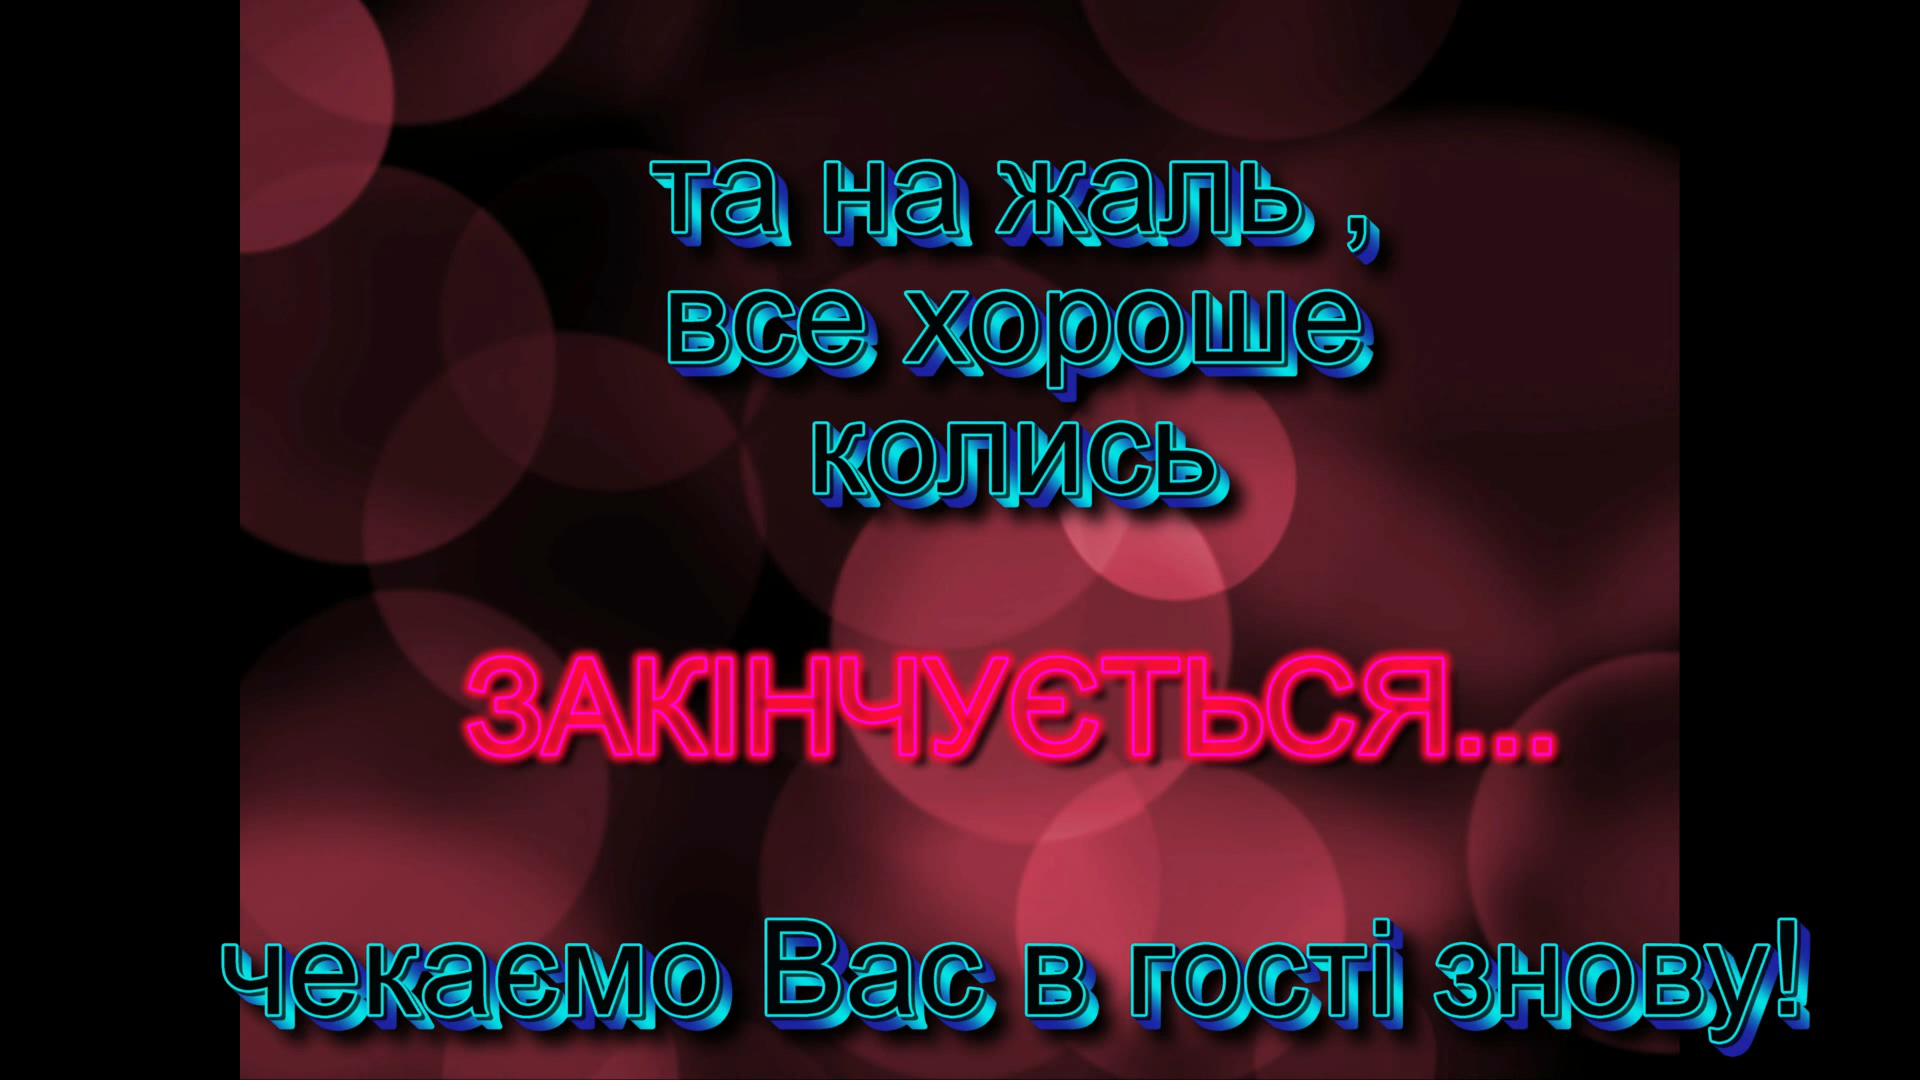 та на жаль ,
все хороше
колись
ЗАКІНЧУЄТЬСЯ...
чекаємо Вас в гості знову!